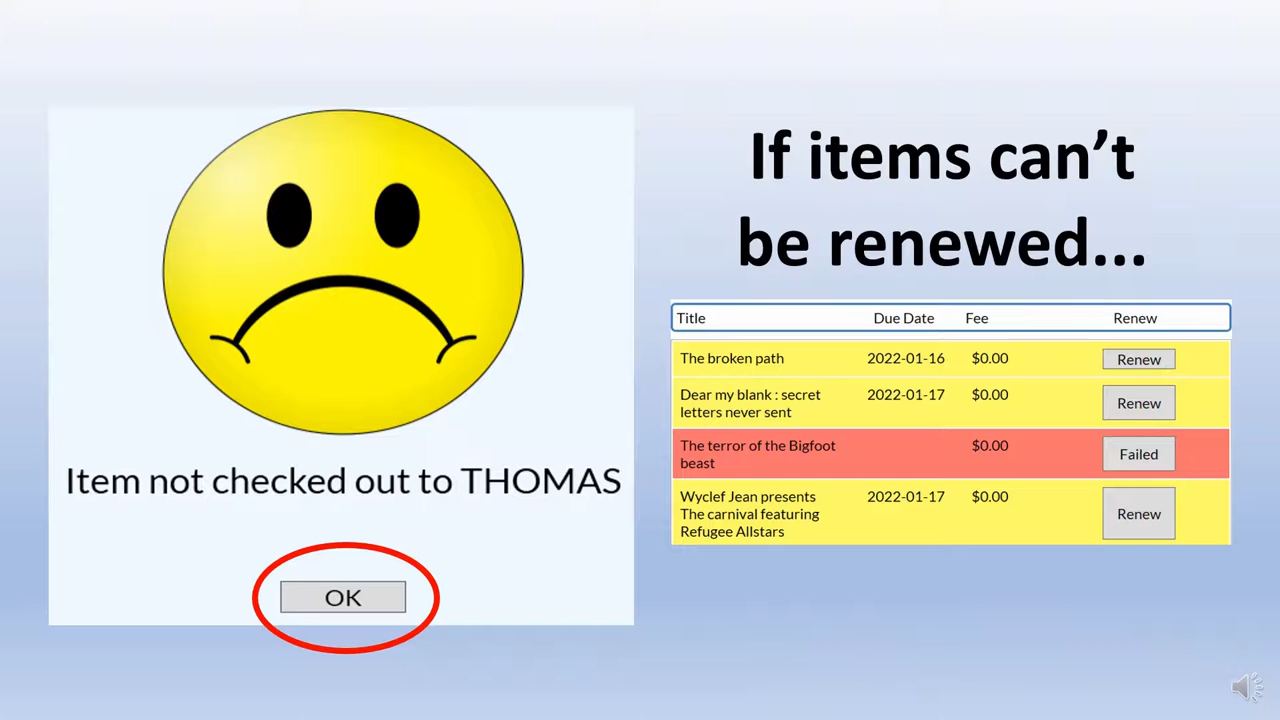 If items can’t
be renewed...
Item not checked out to THOMAS
OK
Title Due Date Fee Renew
The broken path 2022-01-16 $0.00 Renew
Dear my blank : secret 2022-01-17 $0.00 Renew
letters never sent
The terror of the Bigfoot $0.00 Failed
beast
Wyclef Jean presents 2022-01-17 $0.00 Renew
The carnival featuring
Refugee Allstars